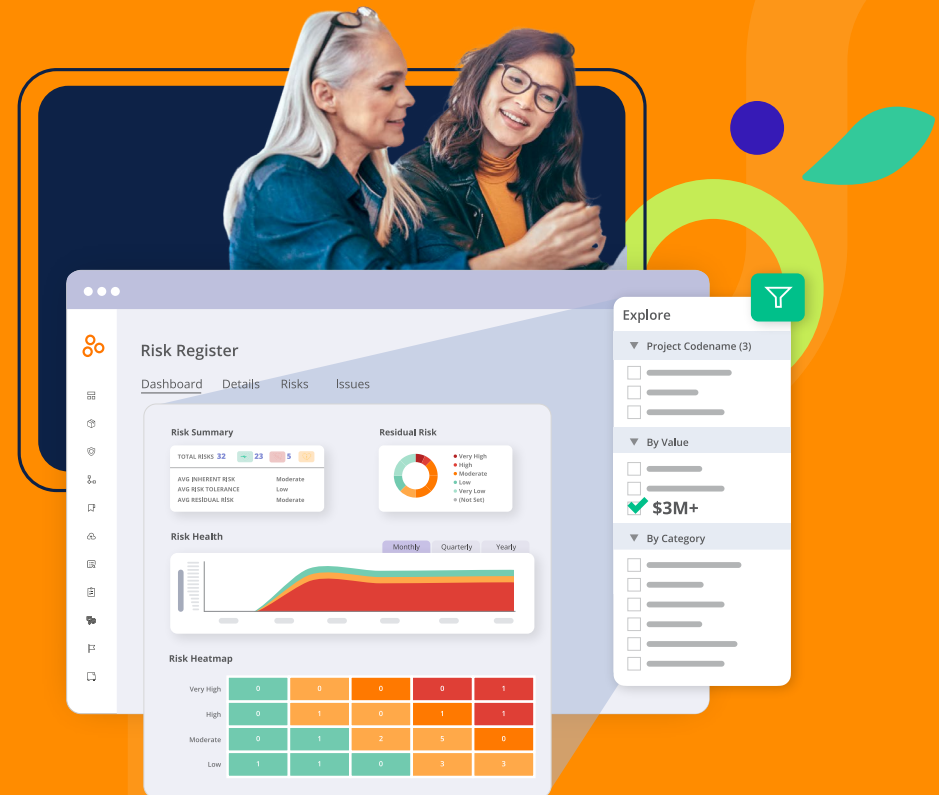 Risk Register
Dashboard Details Risks Issues
Risk Summary
TOTAL RISKS 32 23 5
AVG INHERENT RISK Moderate
AVG RISK TOLERANCE Low
AVG RESIDUAL RISK Moderate
Residual Risk
Very High
High
Moderate
Low
Very Low
(Not Set)
Risk Health
Monthly Quarterly Yearly
Risk Heatmap
Very High 0 0 0 0 1
High 0 1 0 1 1
Moderate 0 1 2 5 0
Low 1 1 0 3 3
Explore
Project Codename (3)
By Value
$3M+
By Category